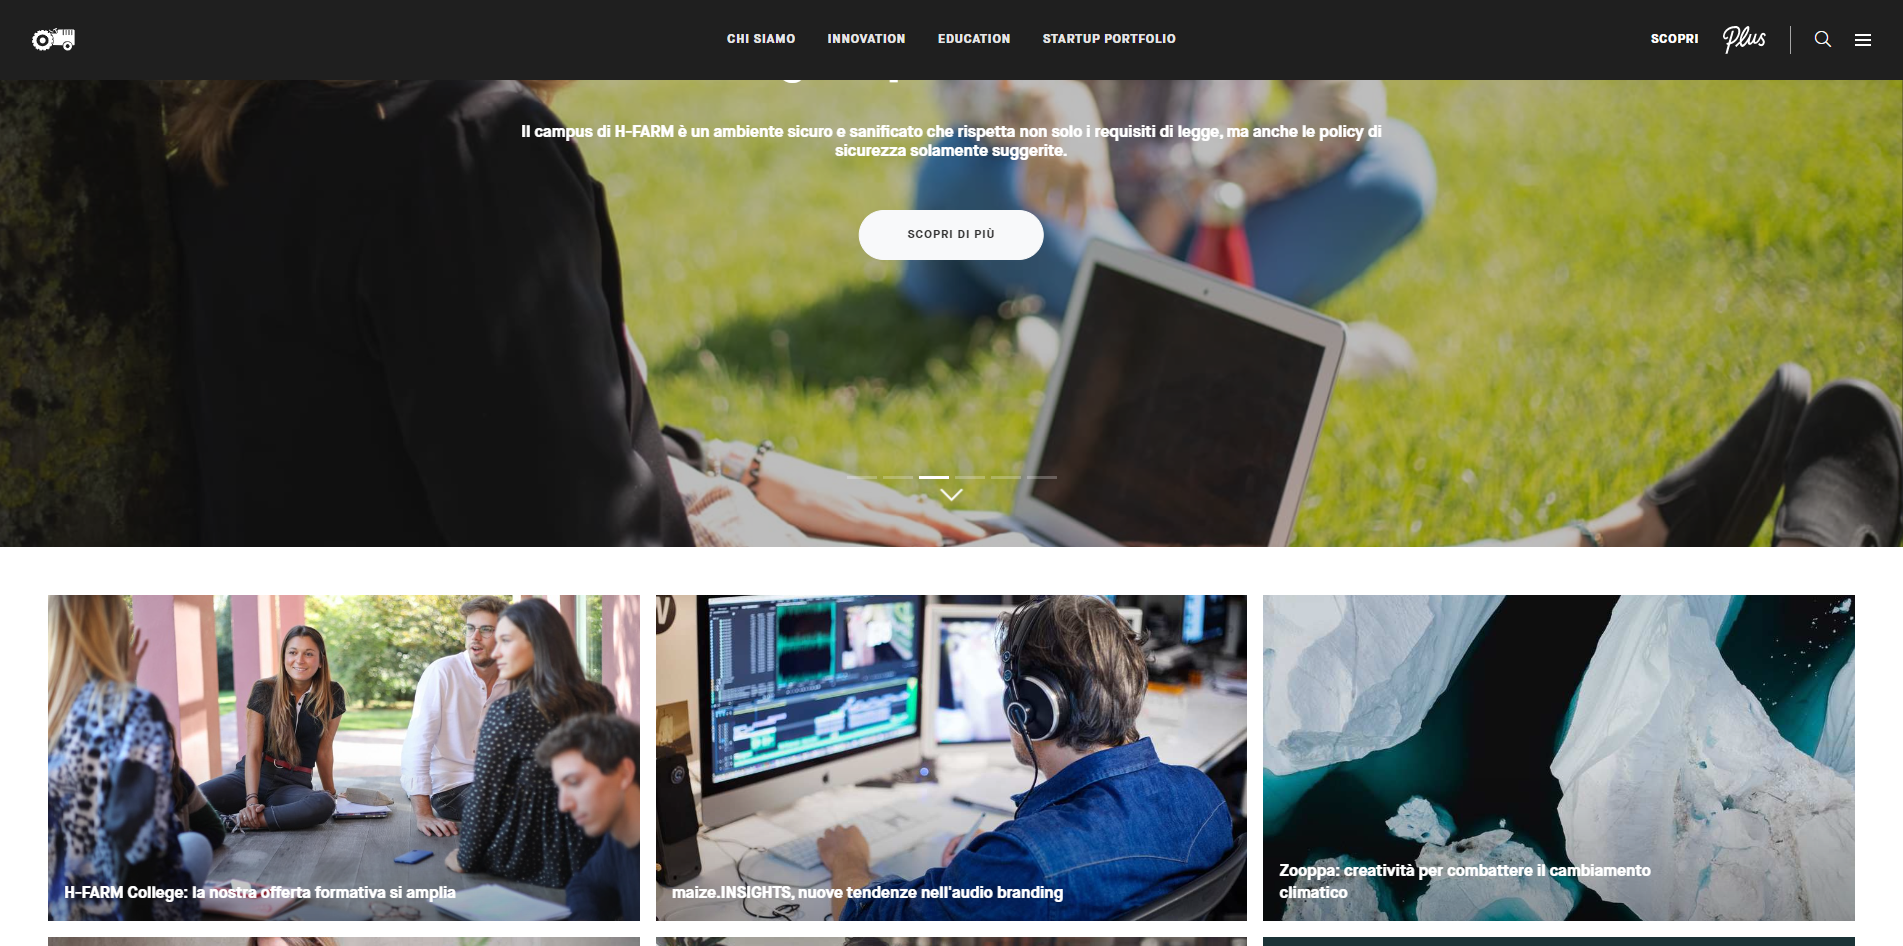 CHI SIAMO INNOVATION EDUCATION STARTUP PORTFOLIO SCOPRI Plus
Il campus di H-FARM è un ambiente sicuro e sanificato che rispetta non solo i requisiti di legge, ma anche le policy di
sicurezza solamente suggerite.
SCOPRI DI PIÙ
H-FARM College: la nostra offerta formativa si amplia
maize.INSIGHTS, nuove tendenze nell'audio branding
Zooppa: creatività per combattere il cambiamento
climatico